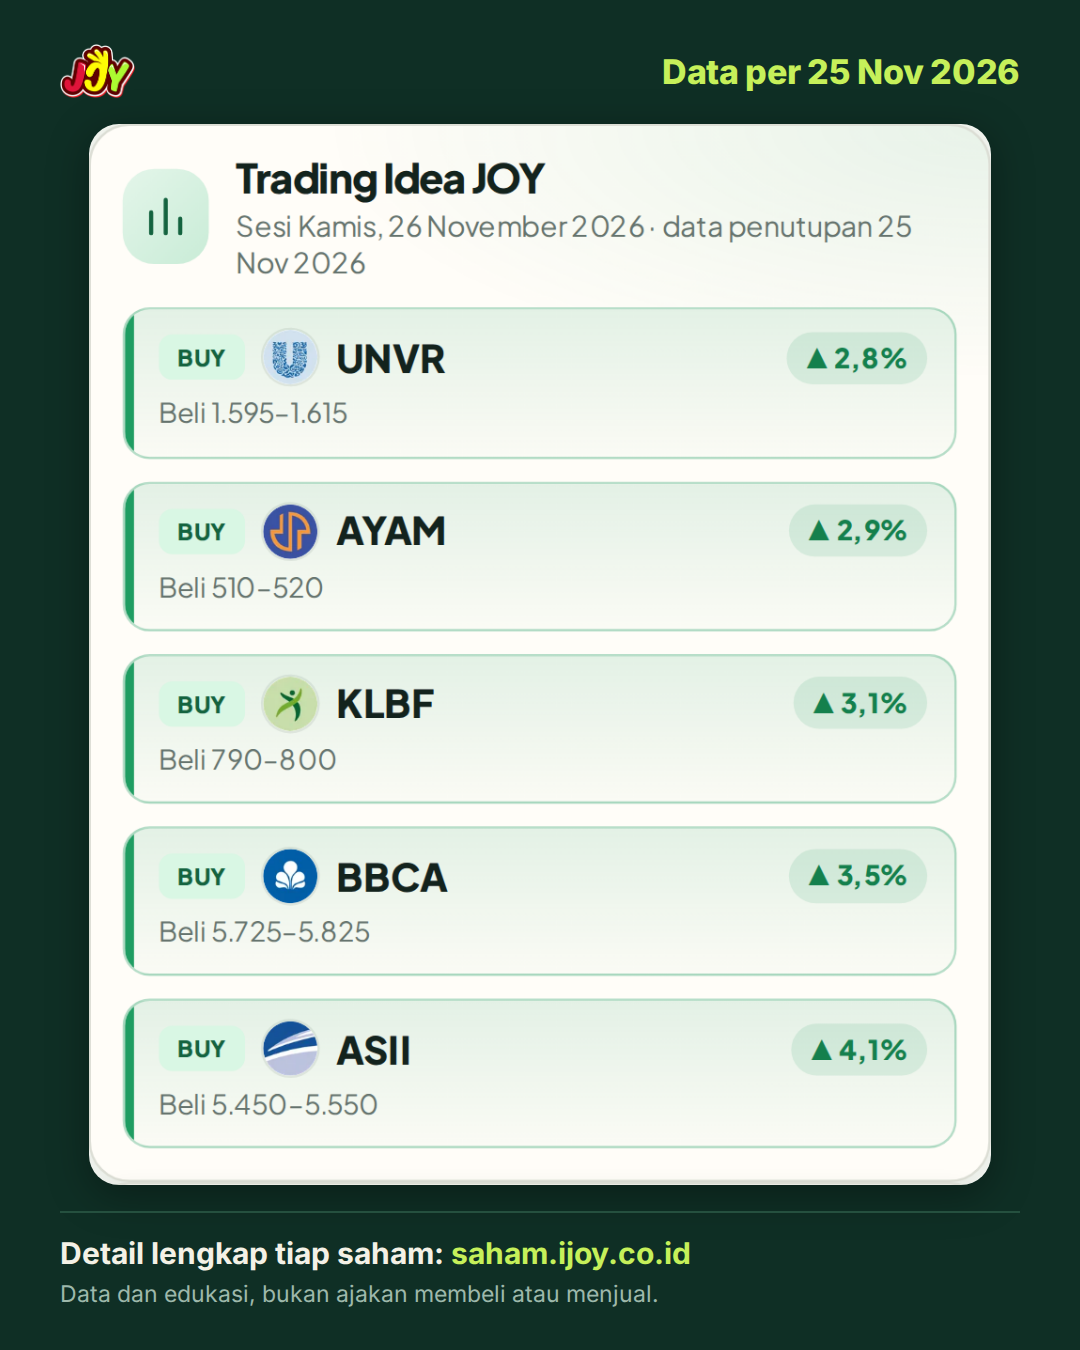 JOY
Data per 25 Nov 2026
Trading Idea JOY
Sesi Kamis, 26 November 2026 · data penutupan 25
Nov 2026
BUY UNVR ▲ 2,8%
Beli 1.595–1.615
BUY AYAM ▲ 2,9%
Beli 510–520
BUY KLBF ▲ 3,1%
Beli 790–800
BUY BBCA ▲ 3,5%
Beli 5.725–5.825
BUY ASII ▲ 4,1%
Beli 5.450–5.550
Detail lengkap tiap saham: saham.ijoy.co.id
Data dan edukasi, bukan ajakan membeli atau menjual.